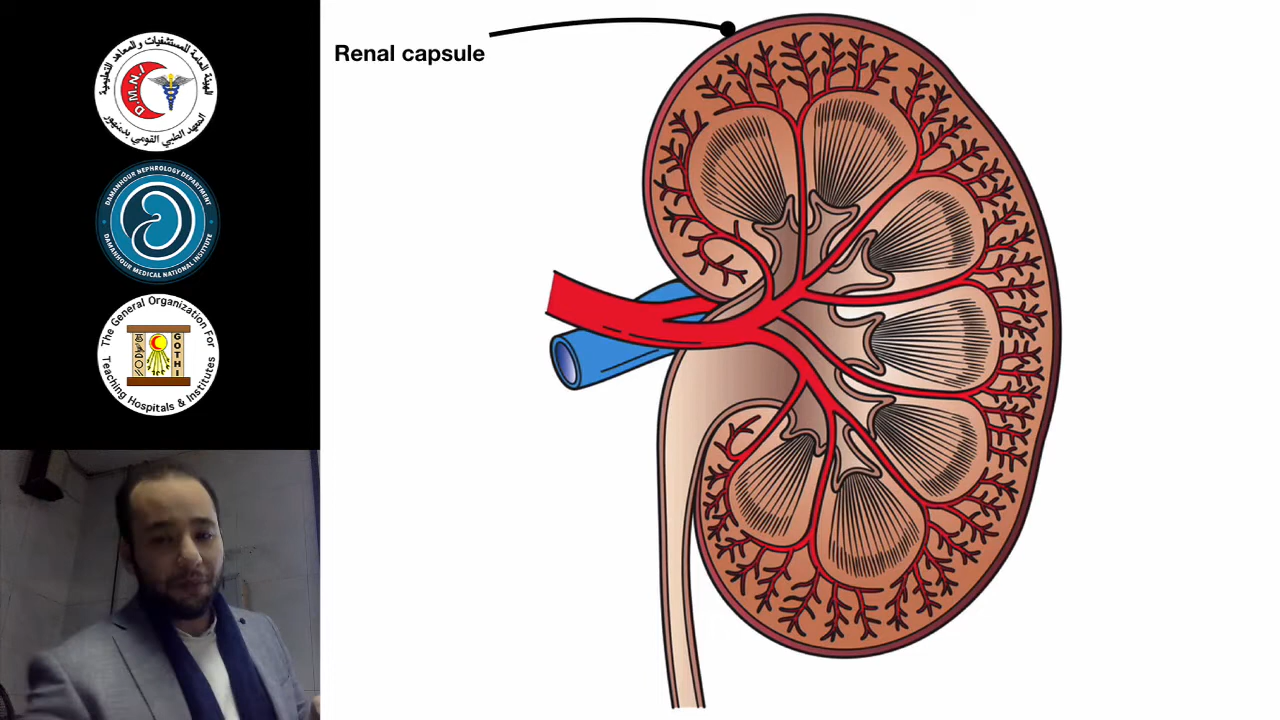 Renal capsule
الهيئة العامة للمستشفيات والمعاهد التعليمية
D.M.N.I
المعهد الطبي القومي بدمنهور
DAMANHOUR NEPHROLOGY DEPARTMENT
DAMANHOUR MEDICAL NATIONAL INSTITUTE
The General Organization For
GOTHI
Teaching Hospitals & Institutes